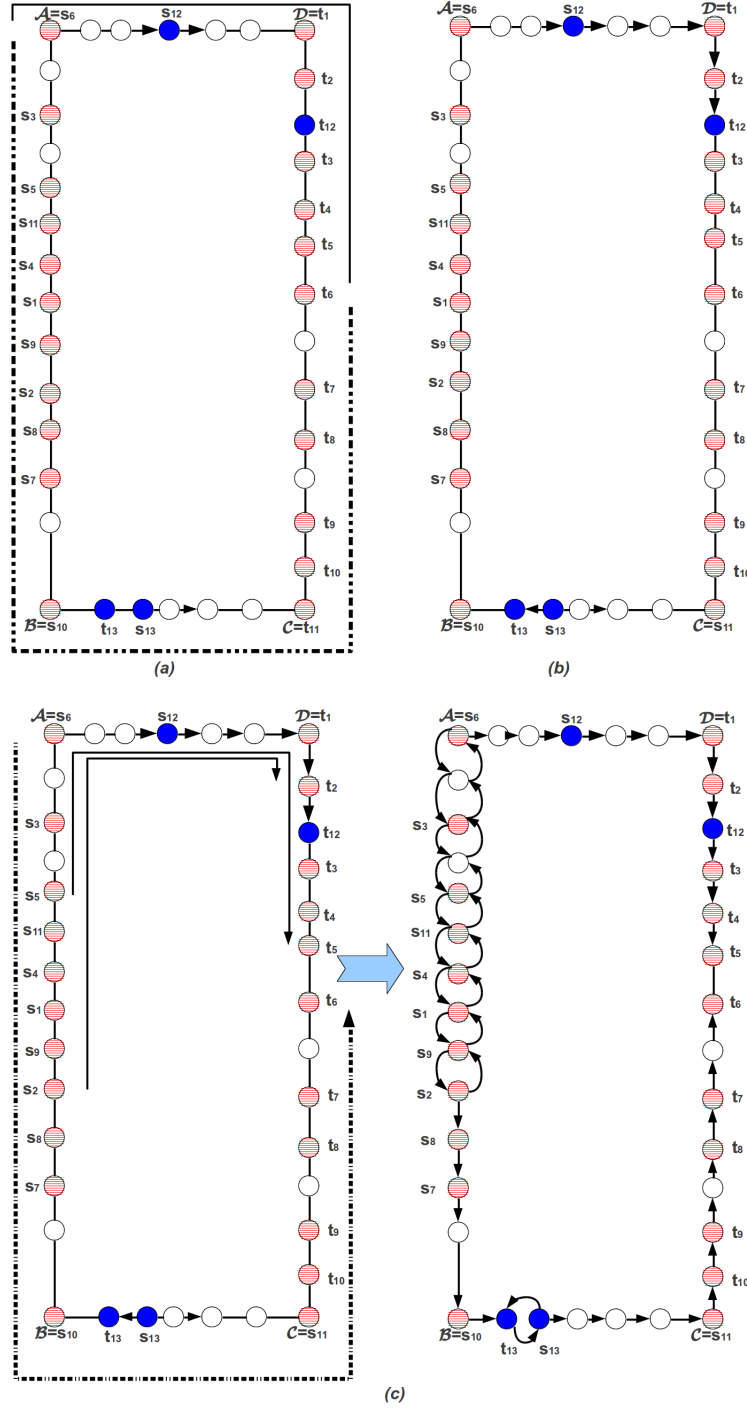 𝒜=s6 s12 𝒟=t1
t2
s3 t12
t3
s5
s11 t4
t5
s4
s1 t6
s9
s2 t7
s8 t8
s7
t9
t10
ℬ=s10 t13 s13 𝒞=t11
(a)
𝒜=s6 s12 𝒟=t1
t2
s3 t12
t3
s5
s11 t4
t5
s4
s1 t6
s9
s2 t7
s8 t8
s7
t9
t10
ℬ=s10 t13 s13 𝒞=s11
(b)
𝒜=s6 s12 𝒟=t1
t2
s3 t12
t3
s5
s11 t4
t5
s4
s1 t6
s9
s2 t7
s8 t8
s7
t9
t10
ℬ=s10 t13 s13 𝒞=s11
𝒜=s6 s12 𝒟=t1
t2
s3 t12
t3
s5
s11 t4
t5
s4
s1 t6
s9
s2 t7
s8 t8
s7
t9
t10
ℬ=s10 t13 s13 𝒞=s11
(c)